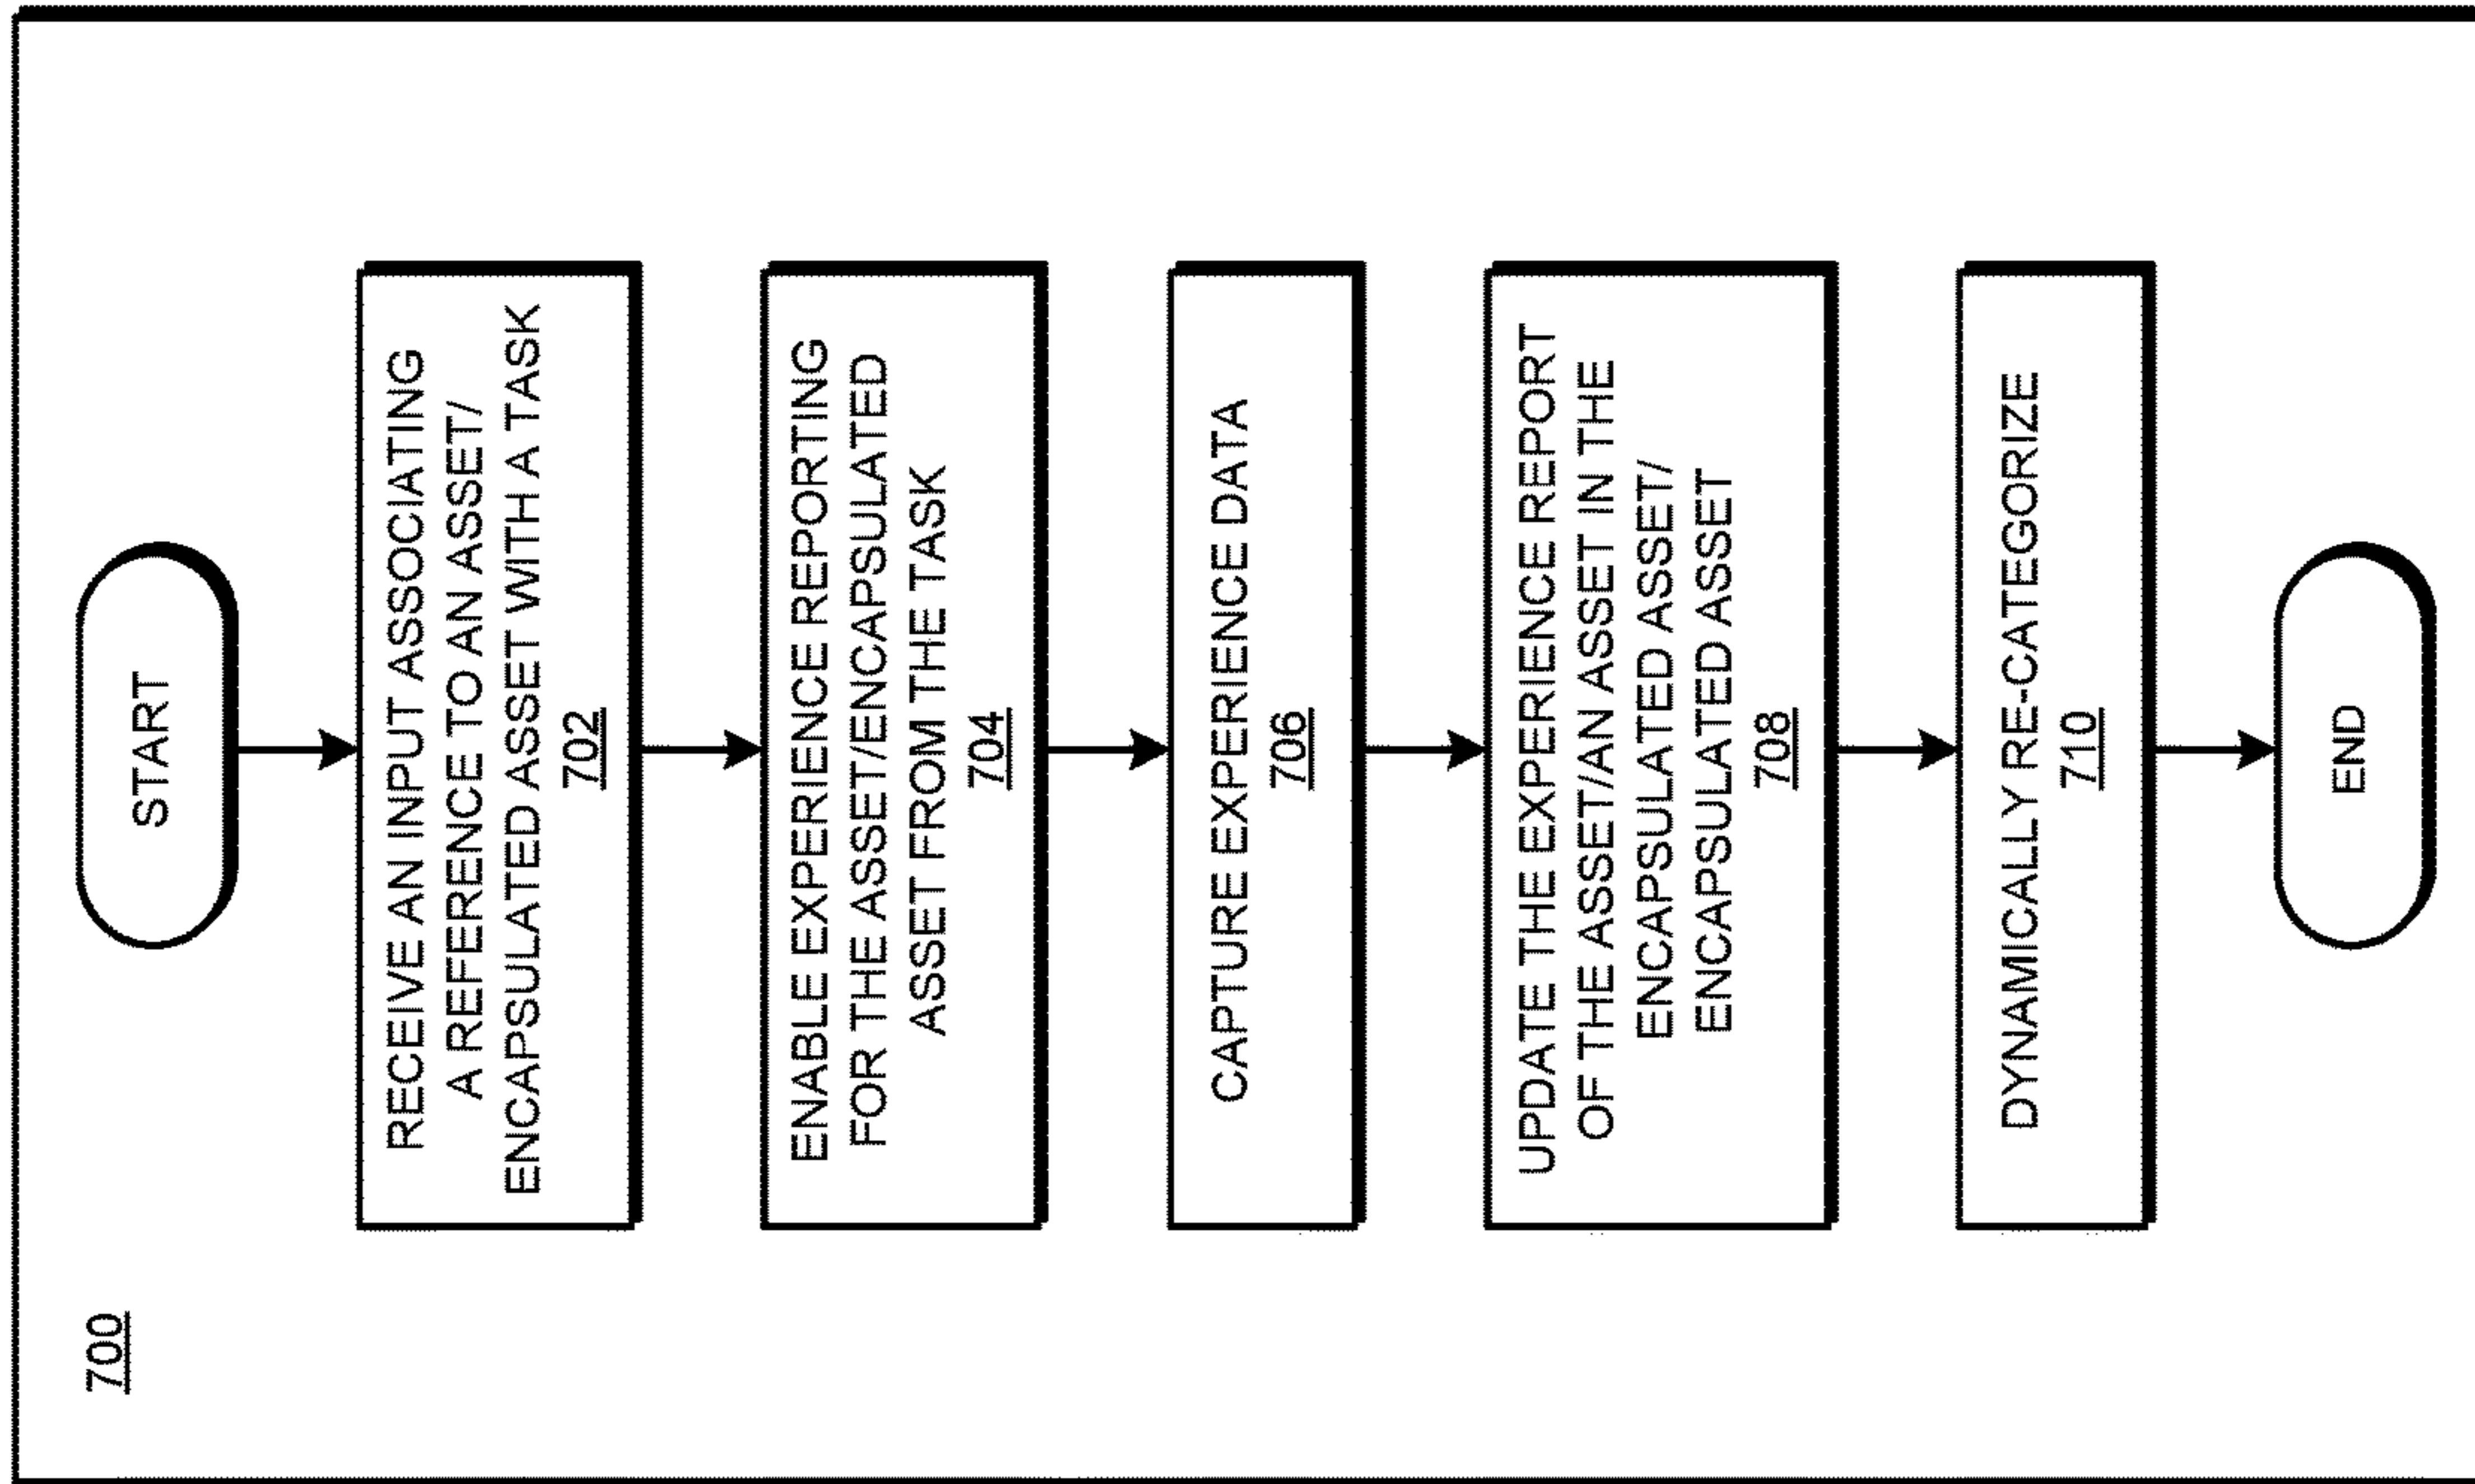 700
START
RECEIVE AN INPUT ASSOCIATING
A REFERENCE TO AN ASSET/
ENCAPSULATED ASSET WITH A TASK
702
ENABLE EXPERIENCE REPORTING
FOR THE ASSET/ENCAPSULATED
ASSET FROM THE TASK
704
CAPTURE EXPERIENCE DATA
706
UPDATE THE EXPERIENCE REPORT
OF THE ASSET/AN ASSET IN THE
ENCAPSULATED ASSET/
ENCAPSULATED ASSET
708
DYNAMICALLY RE-CATEGORIZE
710
END